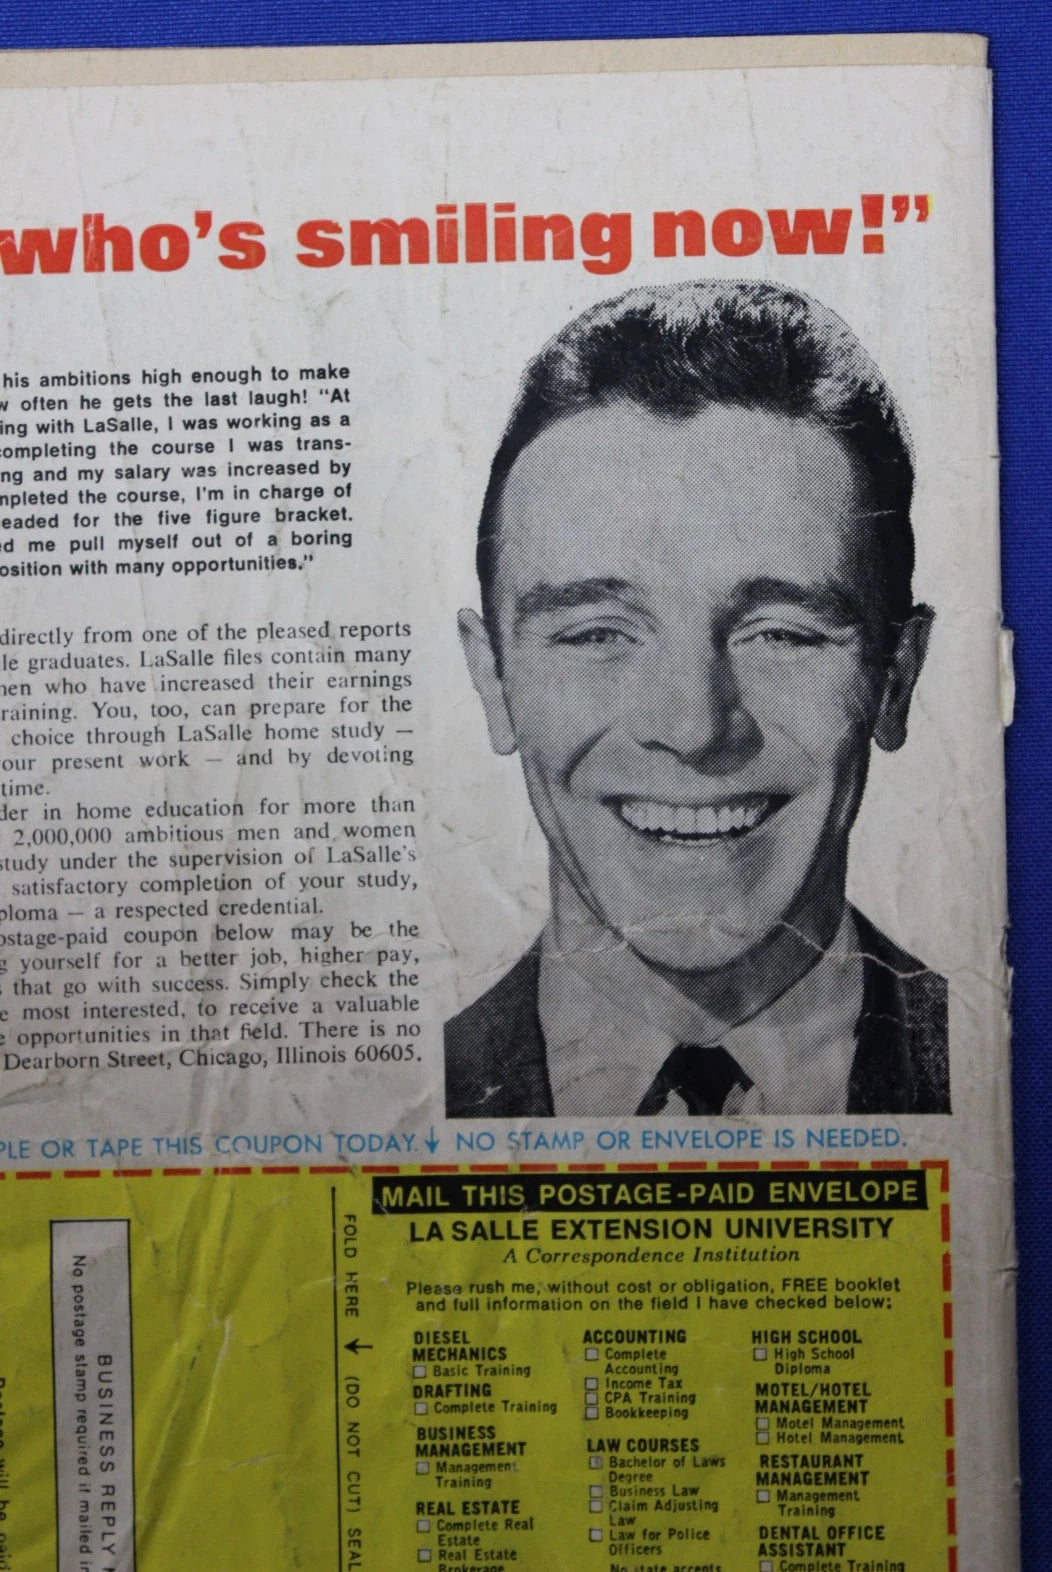 who's smiling now!”
his ambitions high enough to make
often he gets the last laugh! “At
ing with LaSalle, I was working as a
completing the course I was trans-
ng and my salary was increased by
mpleted the course, I'm in charge of
eaded for the five figure bracket.
ed me pull myself out of a boring
osition with many opportunities.”
directly from one of the pleased reports
le graduates. LaSalle files contain many
men who have increased their earnings
raining. You, too, can prepare for the
choice through LaSalle home study —
our present work — and by devoting
time.
der in home education for more than
2,000,000 ambitious men and women
study under the supervision of LaSalle's
satisfactory completion of your study,
ploma — a respected credential.
ostage-paid coupon below may be the
g yourself for a better job, higher pay,
s that go with success. Simply check the
e most interested, to receive a valuable
e opportunities in that field. There is no
Dearborn Street, Chicago, Illinois 60605.
PLE OR TAPE THIS COUPON TODAY. ↓ NO STAMP OR ENVELOPE IS NEEDED.
No postage stamp required if mailed in
BUSINESS REPLY
FOLD HERE ↓ (DO NOT CUT) SEAL
MAIL THIS POSTAGE-PAID ENVELOPE
LA SALLE EXTENSION UNIVERSITY
A Correspondence Institution
Please rush me, without cost or obligation, FREE booklet
and full information on the field I have checked below:
DIESEL
MECHANICS
☐ Basic Training
DRAFTING
☐ Complete Training
BUSINESS
MANAGEMENT
☐ Management
Training
REAL ESTATE
☐ Complete Real
Estate
☐ Real Estate
Brokerage
ACCOUNTING
☐ Complete
Accounting
☐ Income Tax
☐ CPA Training
☐ Bookkeeping
LAW COURSES
☐ Bachelor of Laws
Degree
☐ Business Law
☐ Claim Adjusting
Law
☐ Law for Police
Officers
No state accepts
HIGH SCHOOL
☐ High School
Diploma
MOTEL/HOTEL
MANAGEMENT
☐ Motel Management
☐ Hotel Management
RESTAURANT
MANAGEMENT
☐ Management
Training
DENTAL OFFICE
ASSISTANT
☐ Complete Training